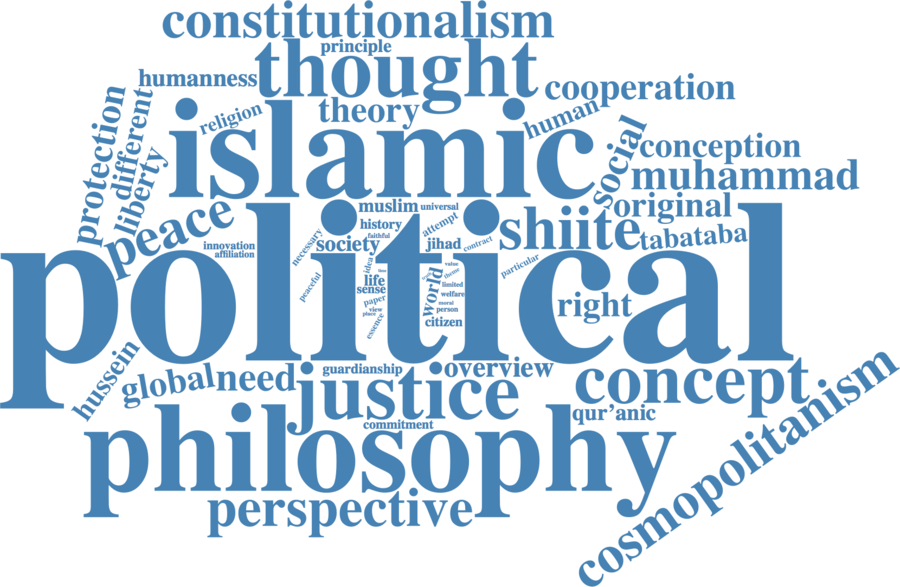 constitutionalism
principle
thought
humanness
cooperation
theory
religion
human
protection
different
liberty
islamic
social
conception
muhammad
original
muslim
universal
peace
history
attempt
shiite
tabataba
faithful
innovation
affiliation
necessary
society
jihad
contract
political
idea
value
theme
particular
peaceful
life
sense
world
limited
welfare
paper
moral
view
person
place
essence
citizen
right
hussein
global
need
guardianship
overview
justice
concept
qur’anic
commitment
philosophy
perspective
cosmopolitanism